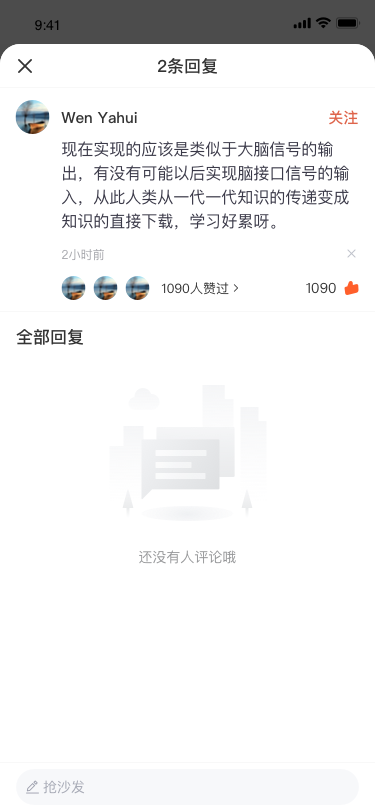 9:41
2条回复
Wen Yahui
关注
现在实现的应该是类似于大脑信号的输
出，有没有可能以后实现脑接口信号的输
入，从此人类从一代一代知识的传递变成
知识的直接下载，学习好累呀。
2小时前
1090人赞过
1090
全部回复
还没有人评论哦
抢沙发